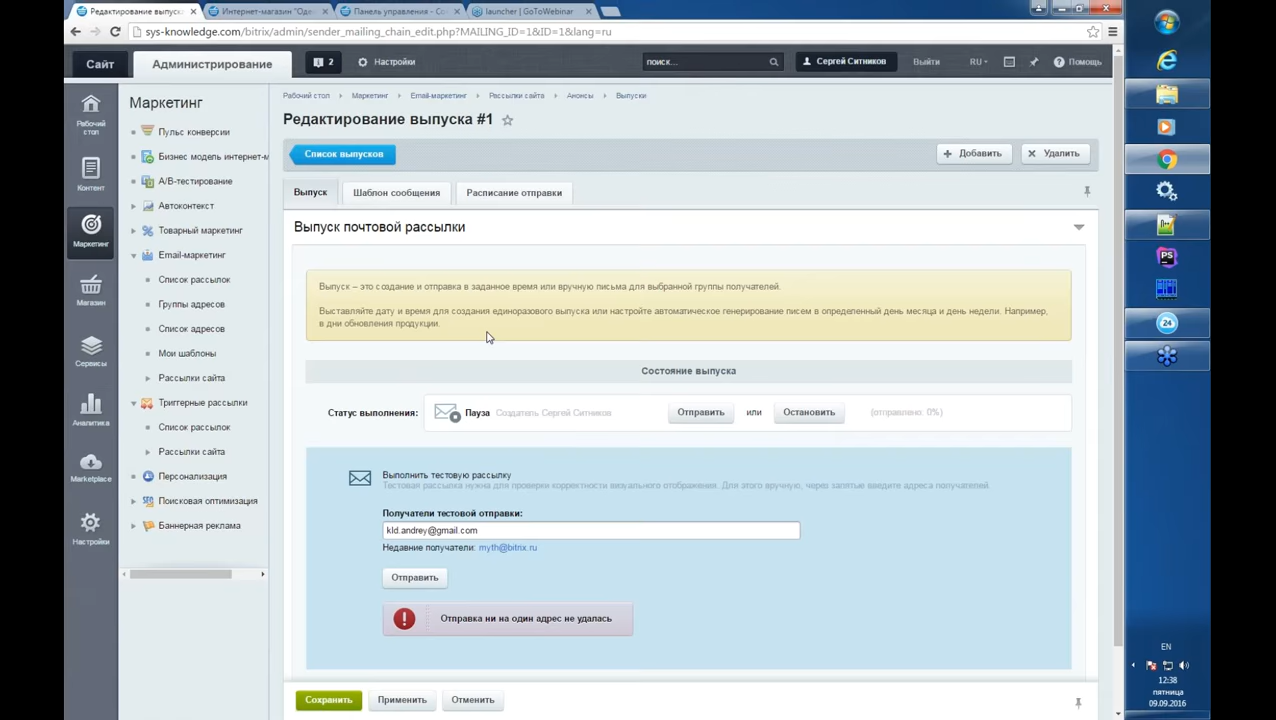 Редактирование выпуск
Интернет-магазин "Оде
Панель управления - Со
launcher | GoToWebinar
sys-knowledge.com/bitrix/admin/sender_mailing_chain_edit.php?MAILING_ID=1&ID=1&lang=ru
Сайт
Администрирование
2
Настройки
поиск...
Сергей Ситников
Выйти
RU
Помощь
Рабочий стол
Контент
Маркетинг
Магазин
Сервисы
Аналитика
Marketplace
Настройки
Маркетинг
Пульс конверсии
Бизнес модель интернет-м
A/B-тестирование
Автоконтекст
Товарный маркетинг
Email-маркетинг
Список рассылок
Группы адресов
Список адресов
Мои шаблоны
Рассылки сайта
Триггерные рассылки
Список рассылок
Рассылки сайта
Персонализация
Поисковая оптимизация
Баннерная реклама
Рабочий стол Маркетинг Email-маркетинг Рассылки сайта Анонсы Выпуски
Редактирование выпуска #1
Список выпусков
Добавить
Удалить
Выпуск
Шаблон сообщения
Расписание отправки
Выпуск почтовой рассылки
Выпуск – это создание и отправка в заданное время или вручную письма для выбранной группы получателей.
Выставляйте дату и время для создания единоразового выпуска или настройте автоматическое генерирование писем в определенный день месяца и день недели. Например,
в дни обновления продукции.
Состояние выпуска
Статус выполнения:
Пауза
Создатель Сергей Ситников
Отправить
или
Остановить
(отправлено: 0%)
Выполнить тестовую рассылку
Тестовая рассылка нужна для проверки корректности визуального отображения. Для этого вручную, через запятые введите адреса получателей.
Получатели тестовой отправки:
kld.andrey@gmail.com
Недавние получатели: myth@bitrix.ru
Отправить
Отправка ни на один адрес не удалась
Сохранить
Применить
Отменить
PS
24
EN
12:38
пятница
09.09.2016